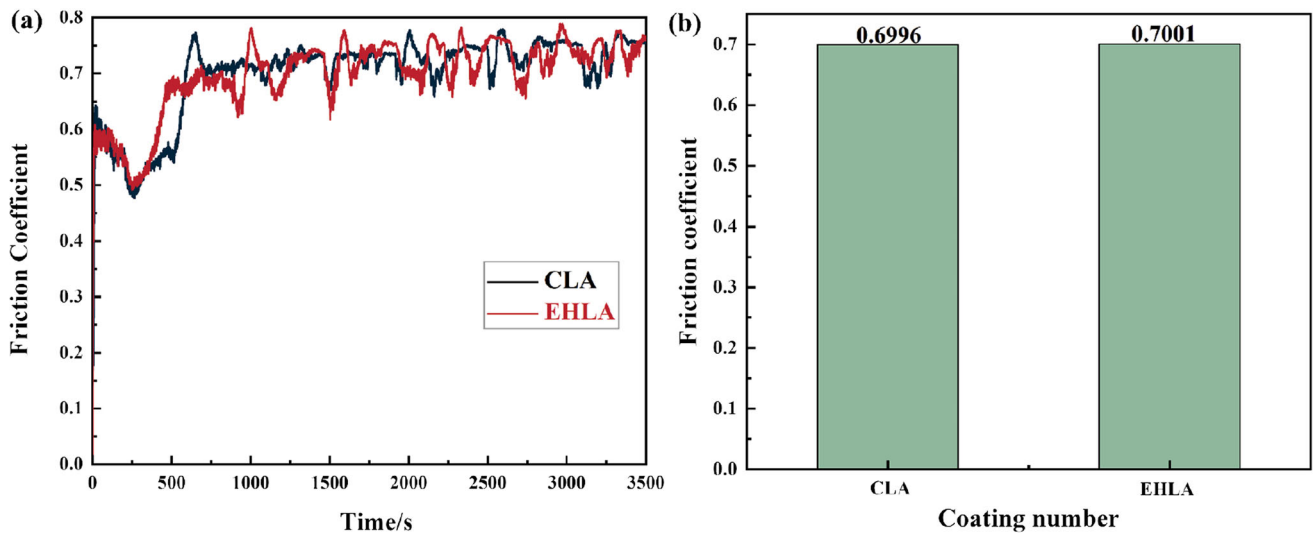 (a)
Friction Coefficient
0.8
0.7
0.6
0.5
0.4
0.3
0.2
0.1
0.0
CLA
EHLA
0 500 1000 1500 2000 2500 3000 3500
Time/s
(b)
Friction coefficient
0.7
0.6
0.5
0.4
0.3
0.2
0.1
0.0
0.6996 0.7001
CLA EHLA
Coating number